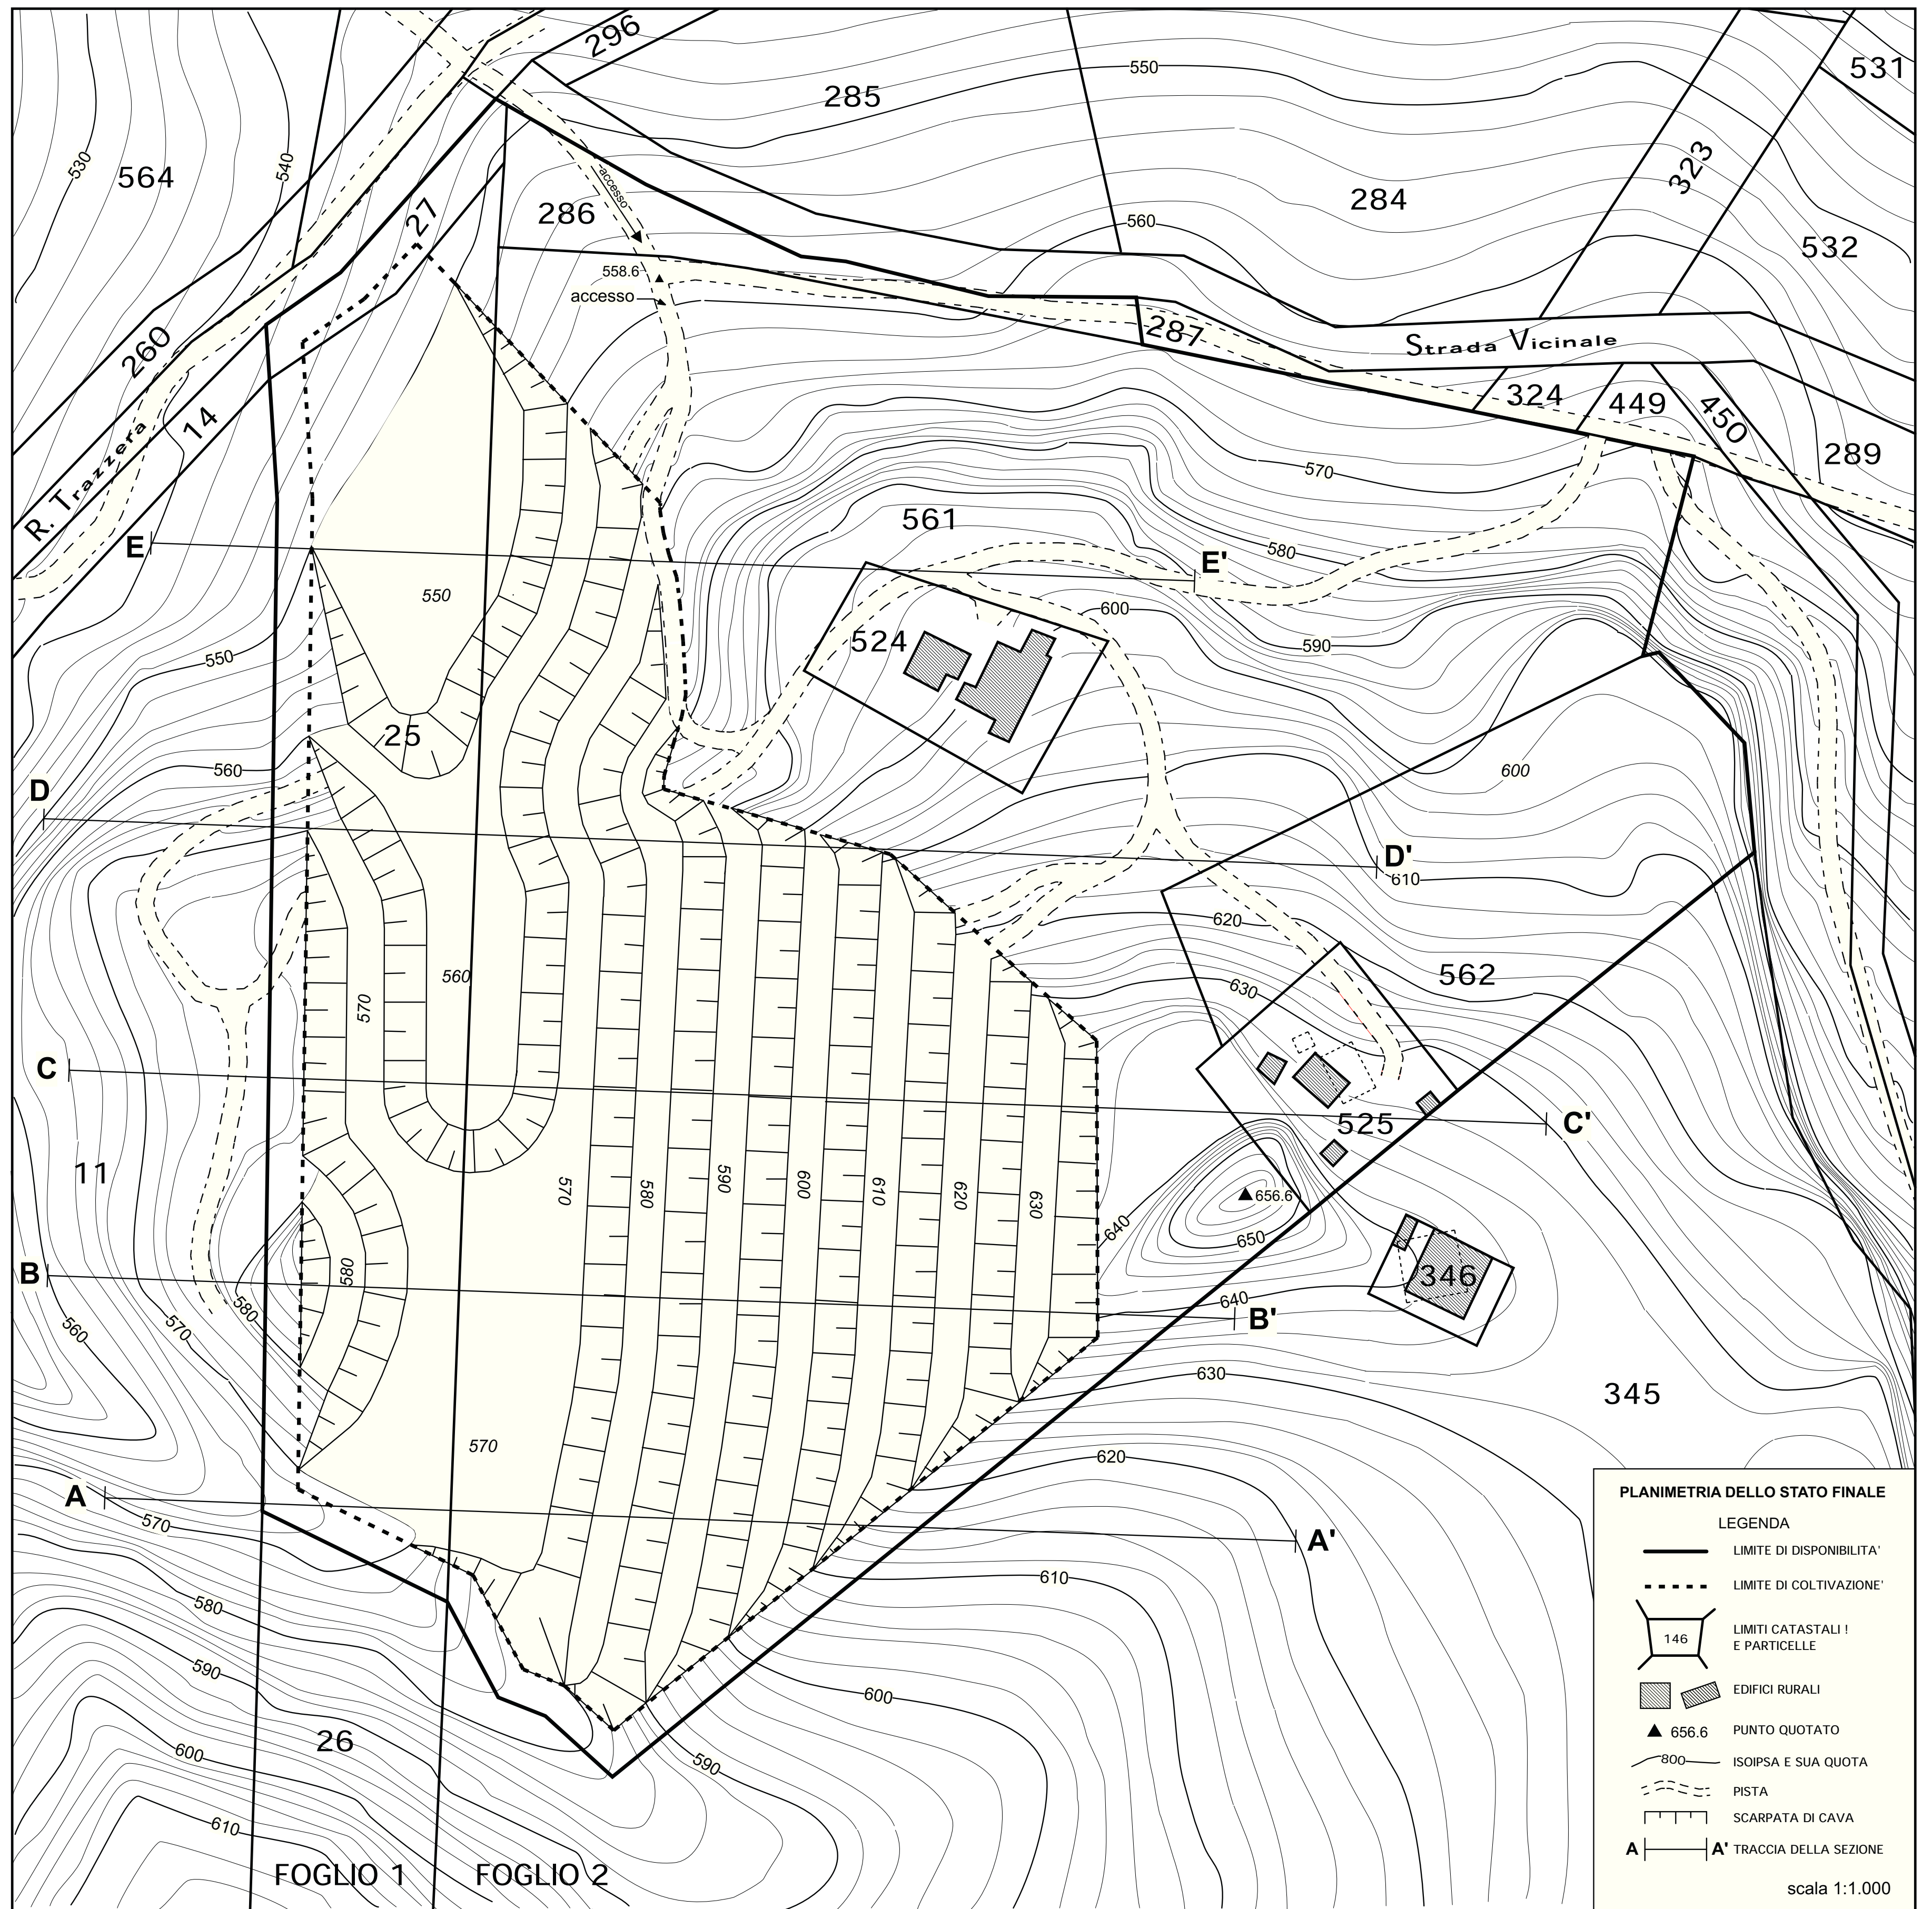 296
285
550
531
530
564
540
accesso
27
286
284
323
532
560
558.6
accesso
260
287
Strada Vicinale
324
449
450
289
14
R. Trazzera
570
561
580
E
E'
550
600
590
524
550
25
560
600
D
D'
610
620
562
560
570
630
C
C'
525
11
570
580
590
600
610
620
630
656.6
640
650
B
580
346
580
640
B'
560
570
630
345
570
620
A
570
A'
610
580
590
600
26
600
590
610
FOGLIO 1
FOGLIO 2
PLANIMETRIA DELLO STATO FINALE
LEGENDA
LIMITE DI DISPONIBILITA'
LIMITE DI COLTIVAZIONE'
146
LIMITI CATASTALI !
E PARTICELLE
EDIFICI RURALI
656.6 PUNTO QUOTATO
800 ISOIPSA E SUA QUOTA
PISTA
SCARPATA DI CAVA
A A' TRACCIA DELLA SEZIONE
scala 1:1.000